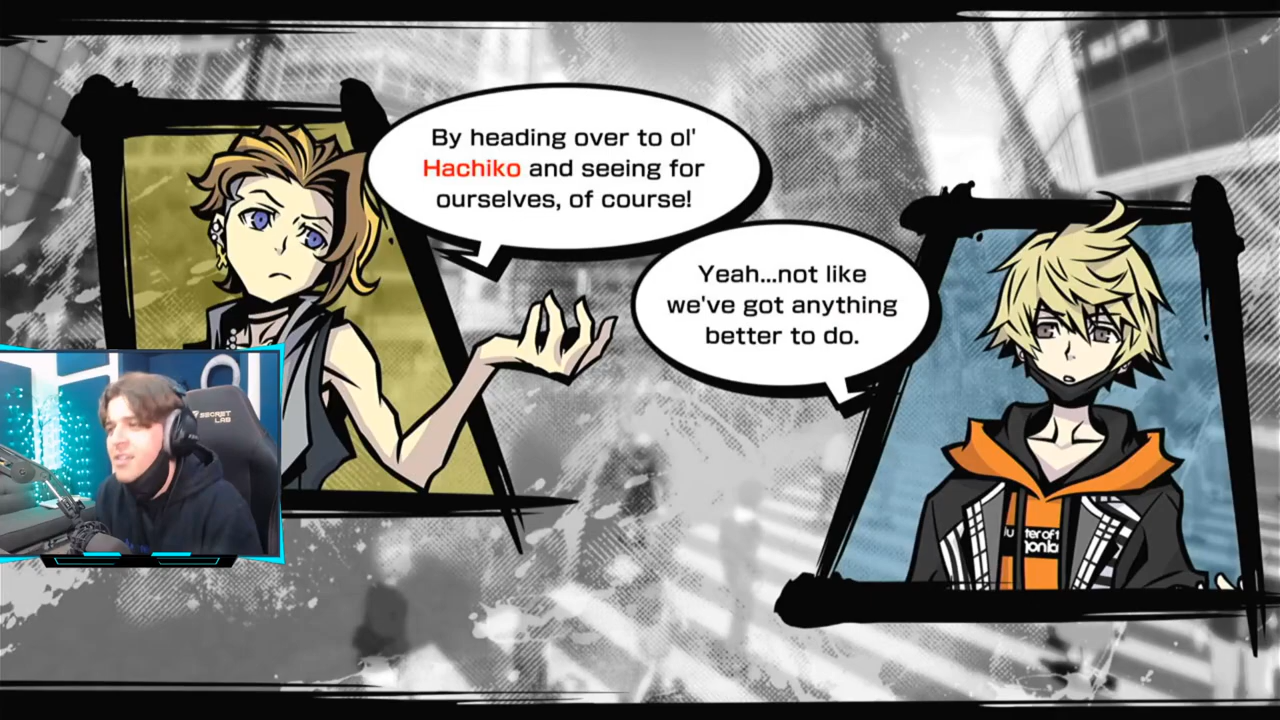 By heading over to ol'
Hachiko and seeing for
ourselves, of course!
Yeah...not like
we've got anything
better to do.
SECRET
LAB